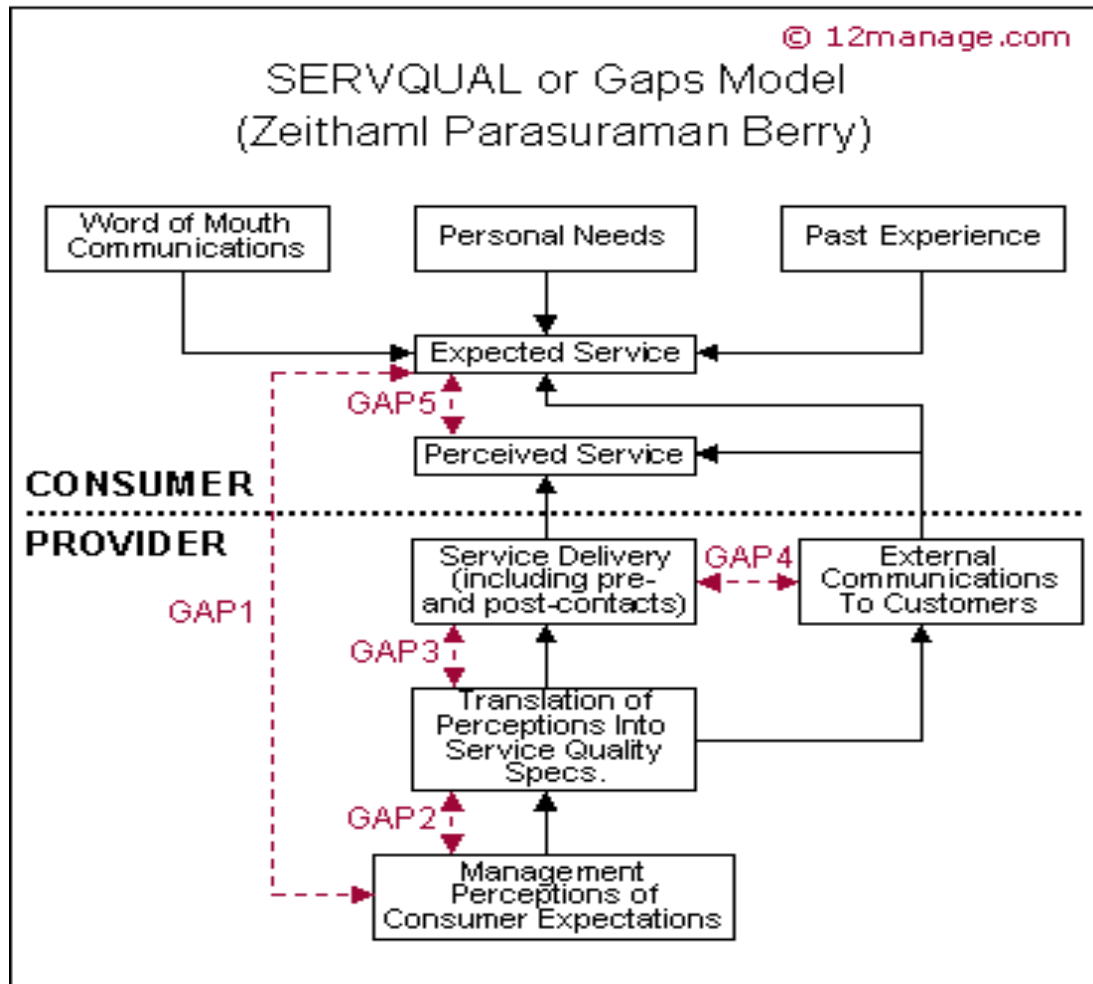 © 12manage.com
SERVQUAL or Gaps Model
(Zeithaml Parasuraman Berry)
Word of Mouth
Communications
Personal Needs
Past Experience
Expected Service
GAP5
Perceived Service
CONSUMER
PROVIDER
Service Delivery
(including pre-
and post-contacts)
GAP4
External
Communications
To Customers
GAP1
GAP3
Translation of
Perceptions Into
Service Quality
Specs.
GAP2
Management
Perceptions of
Consumer Expectations